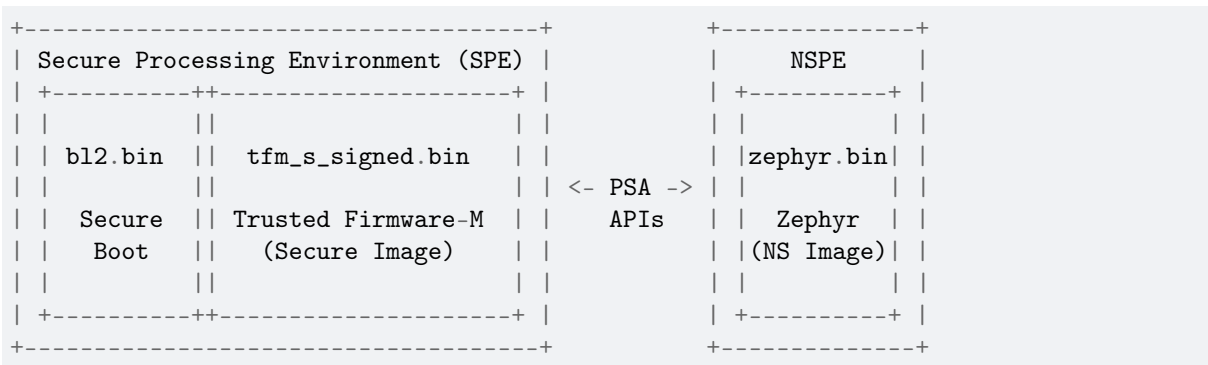 +-------------------------------------+           +--------------+
| Secure Processing Environment (SPE) |           |     NSPE     |
| +----------++---------------------+ |           | +----------+ |
| |          ||                     | |           | |          | |
| | bl2.bin  ||  tfm_s_signed.bin   | |           | |zephyr.bin| |
| |          ||                     | | <- PSA -> | |          | |
| |  Secure  || Trusted Firmware-M  | |    APIs   | |  Zephyr  | |
| |   Boot   ||   (Secure Image)    | |           | |(NS Image)| |
| |          ||                     | |           | |          | |
| +----------++---------------------+ |           | +----------+ |
+-------------------------------------+           +--------------+